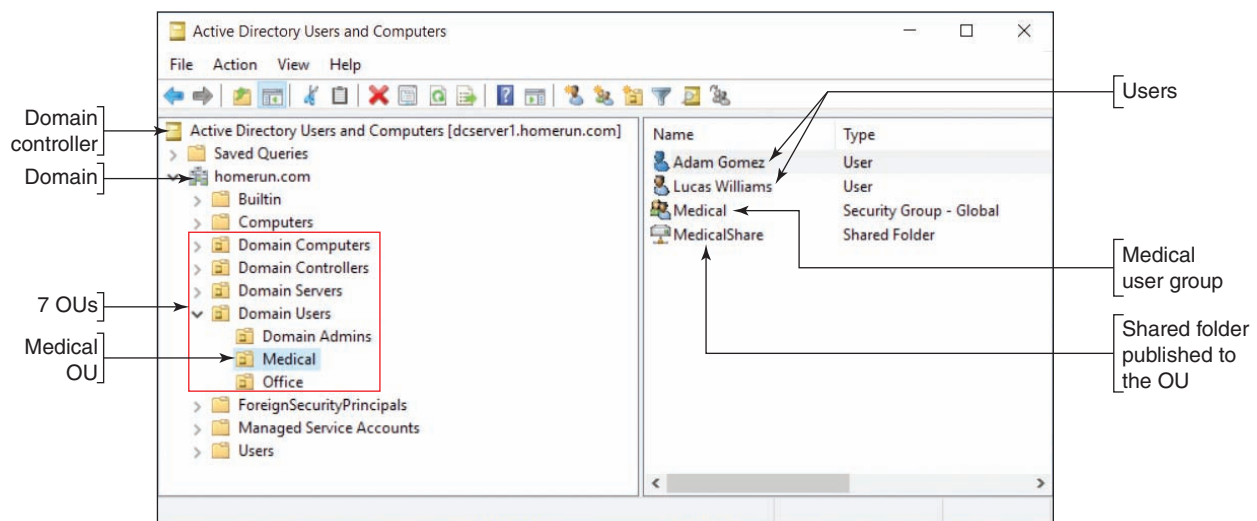 Active Directory Users and Computers
File Action View Help
Domain controller
Active Directory Users and Computers [dcserver1.homerun.com]
Saved Queries
Domain
homerun.com
Builtin
Computers
Domain Computers
Domain Controllers
Domain Servers
7 OUs
Domain Users
Domain Admins
Medical OU
Medical
Office
ForeignSecurityPrincipals
Managed Service Accounts
Users
Name Type
Adam Gomez User
Lucas Williams User
Medical Security Group - Global
MedicalShare Shared Folder
Users
Medical
user group
Shared folder
published to
the OU